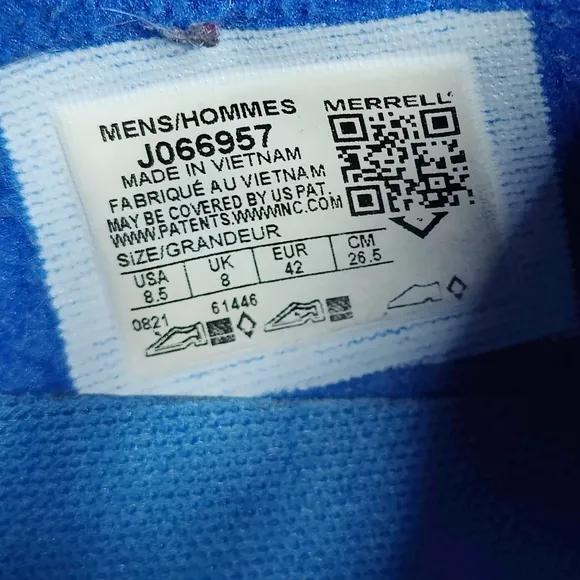 MENS/HOMMES
J066957
MADE IN VIETNAM
FABRIQUÉ AU VIETNAM
MAY BE COVERED BY US PAT.
WWW.PATENTS.WWWINC.COM
MERRELL
SIZE/GRANDEUR
USA UK EUR CM
8.5 8 42 26.5
0821 61446